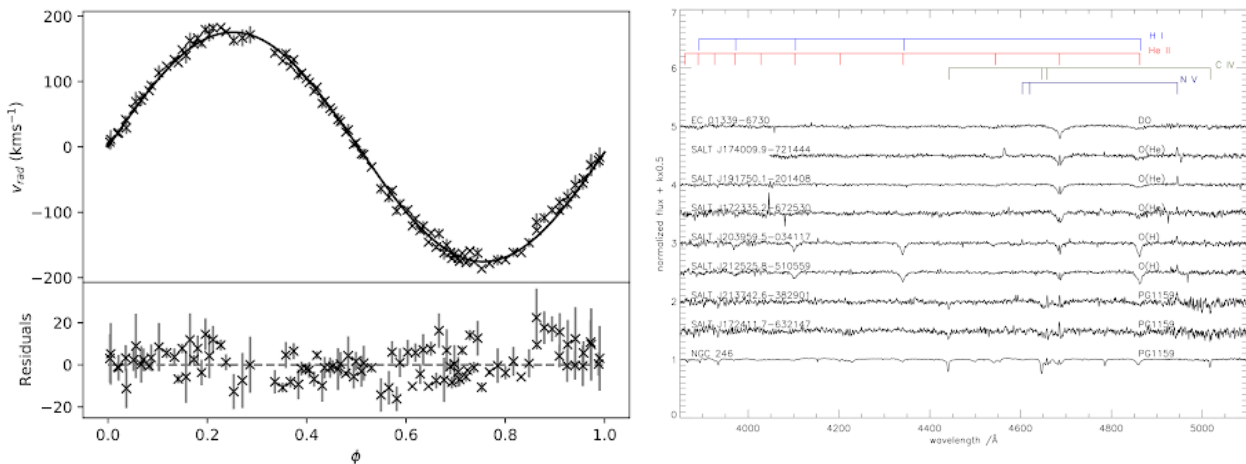 200
100
0
−100
−200
v_rad (kms⁻¹)
20
0
−20
Residuals
0.0 0.2 0.4 0.6 0.8 1.0
ϕ
7
6
5
4
3
2
1
0
normalized flux + kx0.5
H I
He II
C IV
N V
EC 01339−6730 DO
SALT J174009.9−721444 O(He)
SALT J191750.1−201408 O(He)
SALT J172335.2−672530 O(He)
SALT J203959.5−034117 O(H)
SALT J212525.8−510559 O(H)
SALT J213742.6−382901 PG1159
SALT J172411.7−632147 PG1159
NGC 246 PG1159
4000 4200 4400 4600 4800 5000
wavelength /Å